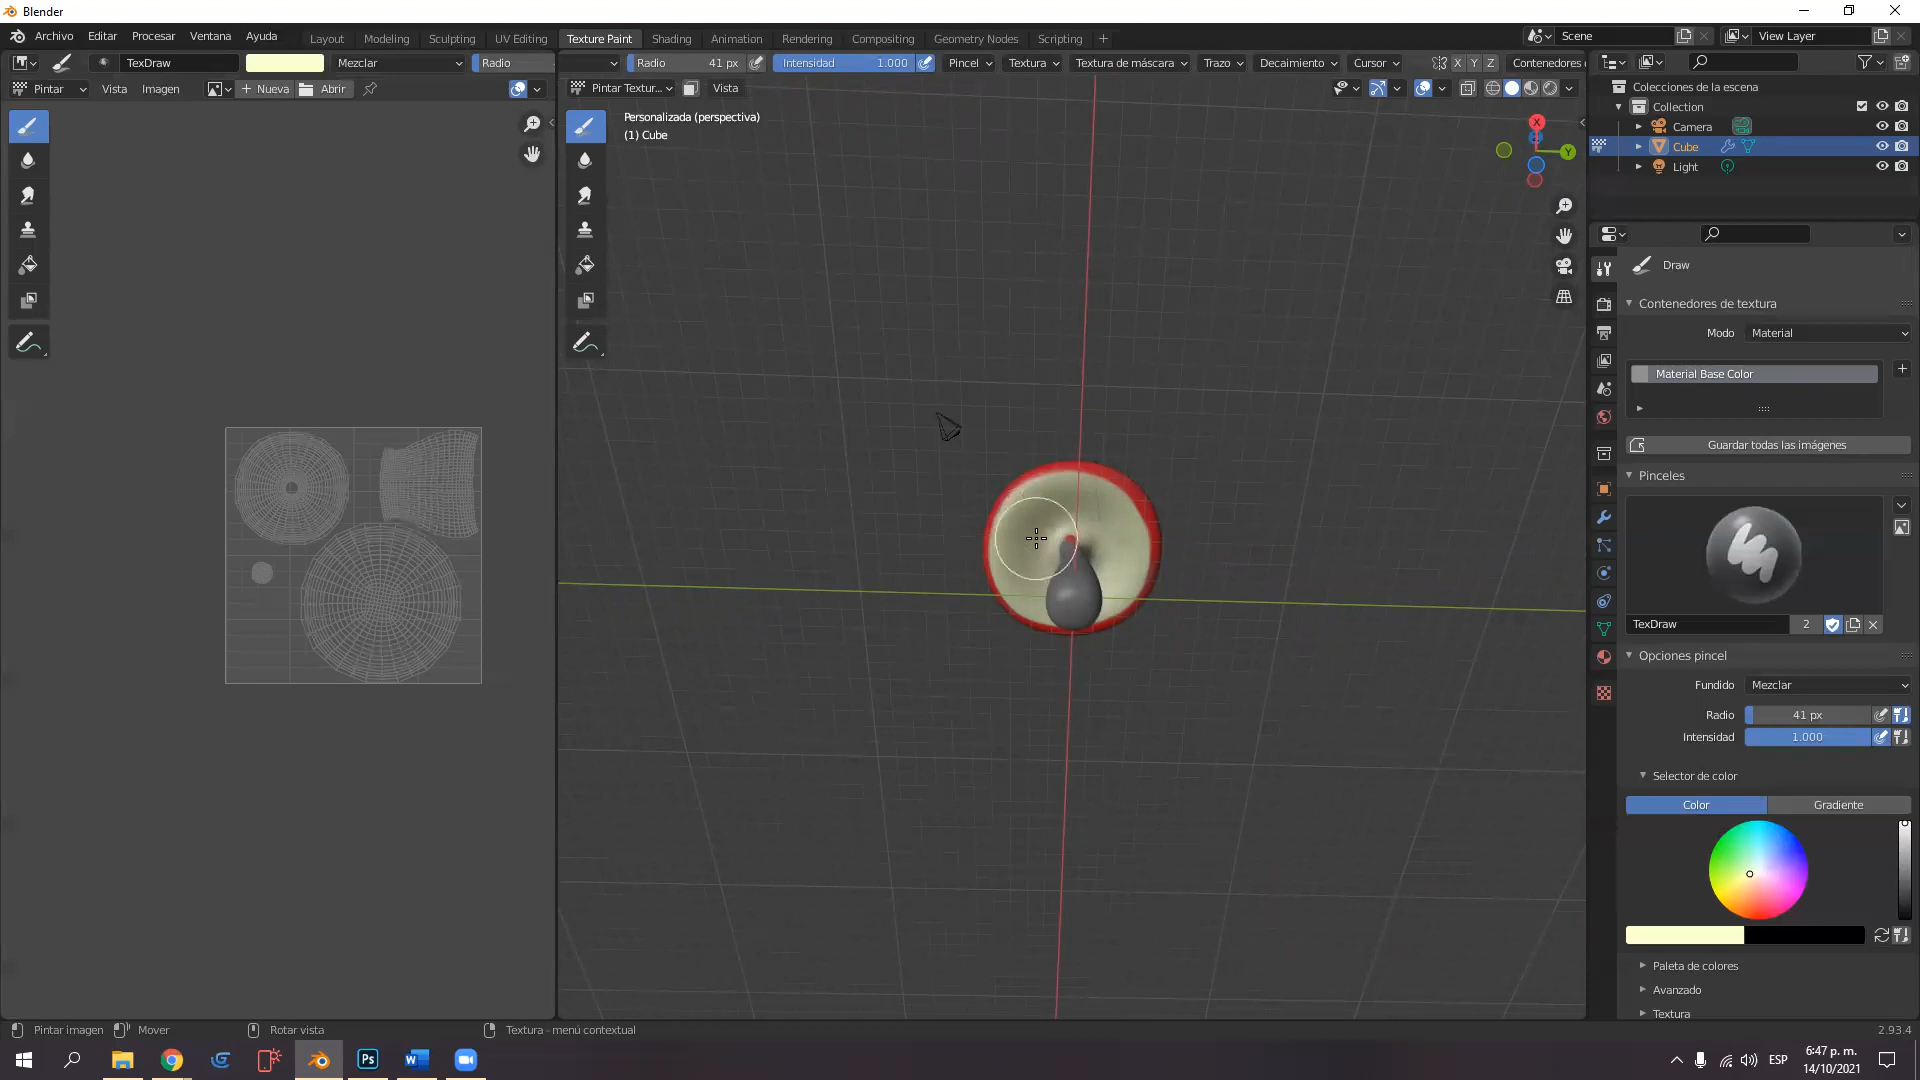 Blender
Archivo Editar Procesar Ventana Ayuda Layout Modeling Sculpting UV Editing Texture Paint Shading Animation Rendering Compositing Geometry Nodes Scripting Scene View Layer
TexDraw Mezclar Radio Radio 41 px Intensidad 1.000 Pincel Textura Textura de máscara Trazo Decaimiento Cursor X Y Z Contenedores
Pintar Vista Imagen Nueva Abrir Pintar Textur... Vista
Colecciones de la escena
Collection
Camera
Cube
Light
Personalizada (perspectiva)
(1) Cube
X
Y
Draw
Contenedores de textura
Modo Material
Material Base Color
Guardar todas las imágenes
Pinceles
TexDraw 2
Opciones pincel
Fundido Mezclar
Radio 41 px
Intensidad 1.000
Selector de color
Color Gradiente
Paleta de colores
Avanzado
Textura
Pintar imagen Mover Rotar vista Textura - menú contextual 2.93.4
Ps
ESP
6:47 p. m.
14/10/2021